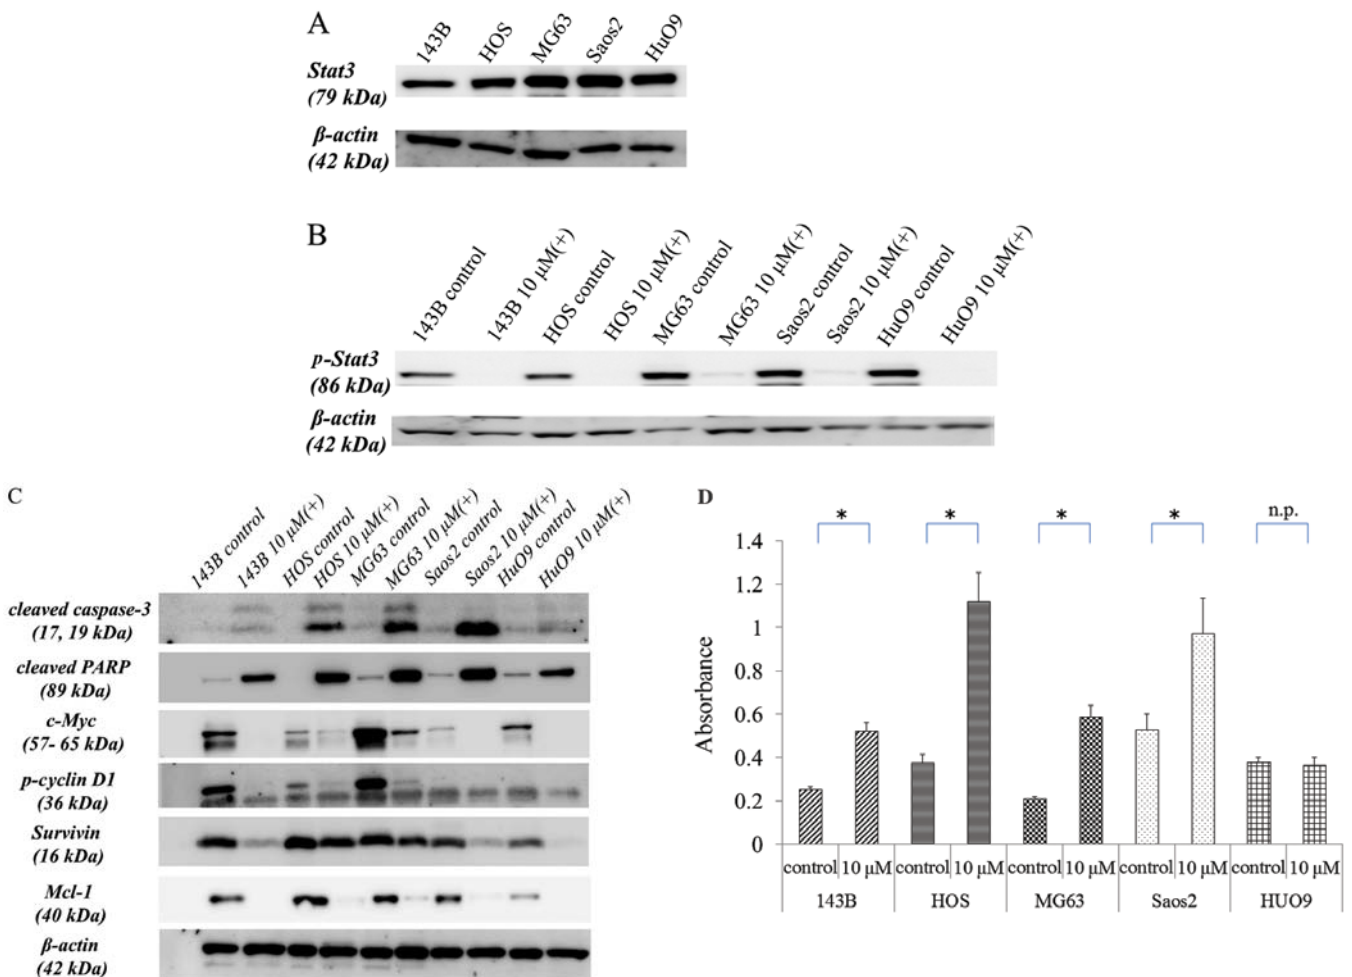 A
143B HOS MG63 Saos2 HuO9
Stat3
(79 kDa)
β-actin
(42 kDa)
B
143B control 143B 10 μM(+) HOS control HOS 10 μM(+) MG63 control MG63 10 μM(+) Saos2 control Saos2 10 μM(+) HuO9 control HuO9 10 μM(+)
p-Stat3
(86 kDa)
β-actin
(42 kDa)
C
143B control 143B 10 μM(+) HOS control HOS 10 μM(+) MG63 control MG63 10 μM(+) Saos2 control Saos2 10 μM(+) HuO9 control HuO9 10 μM(+)
cleaved caspase-3
(17, 19 kDa)
cleaved PARP
(89 kDa)
c-Myc
(57- 65 kDa)
p-cyclin D1
(36 kDa)
Survivin
(16 kDa)
Mcl-1
(40 kDa)
β-actin
(42 kDa)
D
* * * * n.p.
1.4
1.2
1
0.8
0.6
0.4
0.2
0
Absorbance
control 10 μM control 10 μM control 10 μM control 10 μM control 10 μM
143B HOS MG63 Saos2 HUO9